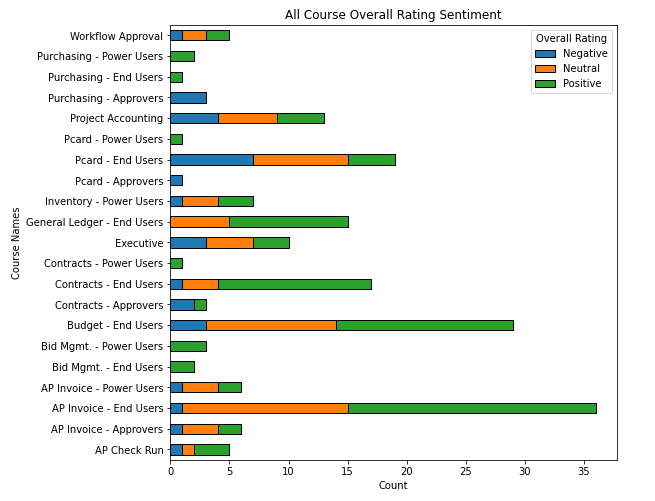 All Course Overall Rating Sentiment
Overall Rating
Negative
Neutral
Positive
Course Names
Workflow Approval
Purchasing - Power Users
Purchasing - End Users
Purchasing - Approvers
Project Accounting
Pcard - Power Users
Pcard - End Users
Pcard - Approvers
Inventory - Power Users
General Ledger - End Users
Executive
Contracts - Power Users
Contracts - End Users
Contracts - Approvers
Budget - End Users
Bid Mgmt. - Power Users
Bid Mgmt. - End Users
AP Invoice - Power Users
AP Invoice - End Users
AP Invoice - Approvers
AP Check Run
0 5 10 15 20 25 30 35
Count